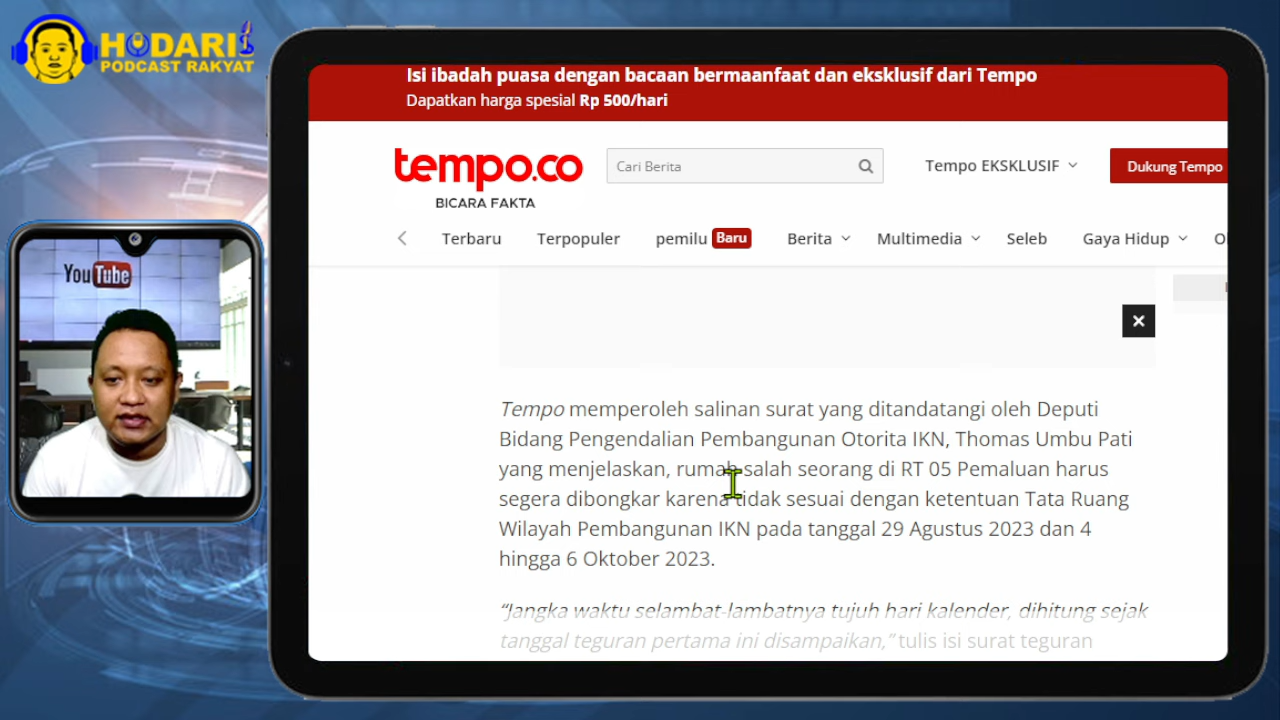 HODARI
PODCAST RAKYAT
YouTube
Isi ibadah puasa dengan bacaan bermaanfaat dan eksklusif dari Tempo
Dapatkan harga spesial Rp 500/hari
tempo.co
BICARA FAKTA
Cari Berita
Tempo EKSKLUSIF
Dukung Tempo
Terbaru
Terpopuler
pemilu Baru
Berita
Multimedia
Seleb
Gaya Hidup
Tempo memperoleh salinan surat yang ditandatangi oleh Deputi
Bidang Pengendalian Pembangunan Otorita IKN, Thomas Umbu Pati
yang menjelaskan, rumah salah seorang di RT 05 Pemaluan harus
segera dibongkar karena tidak sesuai dengan ketentuan Tata Ruang
Wilayah Pembangunan IKN pada tanggal 29 Agustus 2023 dan 4
hingga 6 Oktober 2023.
“Jangka waktu selambat-lambatnya tujuh hari kalender, dihitung sejak
tanggal teguran pertama ini disampaikan,” tulis isi surat teguran